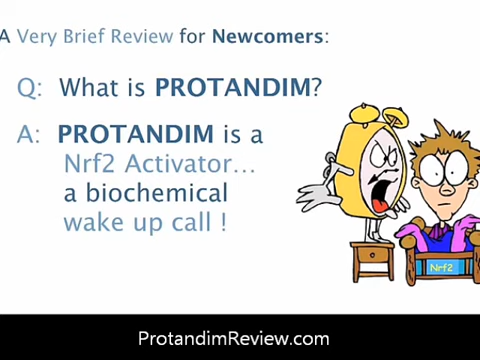 A Very Brief Review for Newcomers:
Q: What is PROTANDIM?
A: PROTANDIM is a
Nrf2 Activator...
a biochemical
wake up call !
Nrf2
ProtandimReview.com